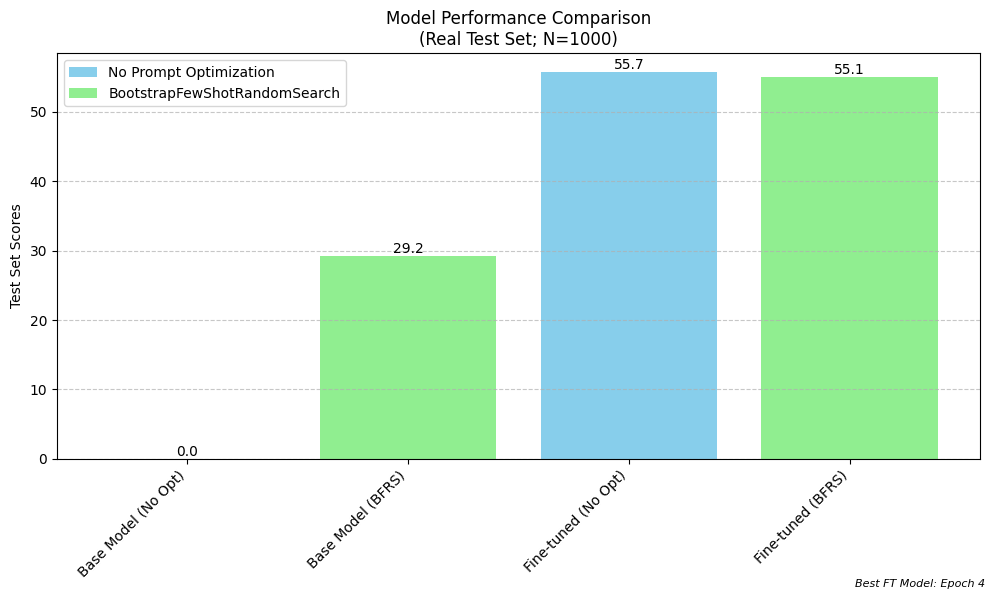 Model Performance Comparison
(Real Test Set; N=1000)
No Prompt Optimization
BootstrapFewShotRandomSearch
Test Set Scores
50
40
30
20
10
0
0.0
29.2
55.7
55.1
Base Model (No Opt)
Base Model (BFRS)
Fine-tuned (No Opt)
Fine-tuned (BFRS)
Best FT Model: Epoch 4